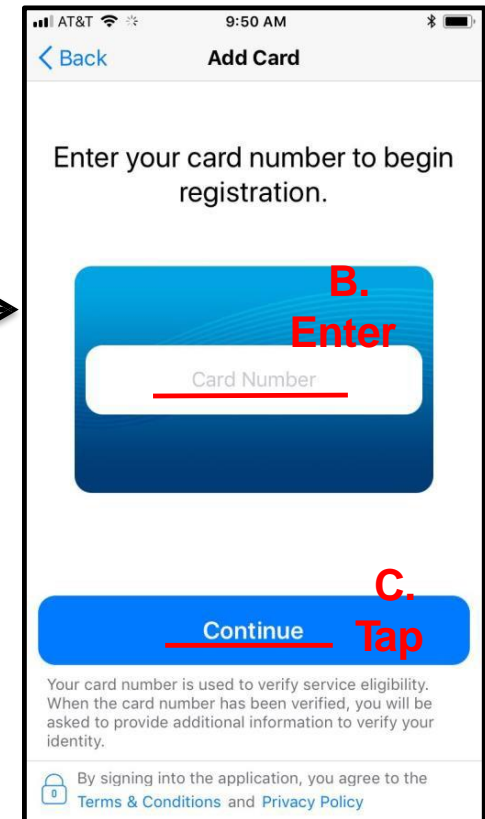 AT&T 9:50 AM
Back Add Card
Enter your card number to begin
registration.
B.
Enter
Card Number
C.
Continue Tap
Your card number is used to verify service eligibility.
When the card number has been verified, you will be
asked to provide additional information to verify your
identity.
By signing into the application, you agree to the
Terms & Conditions and Privacy Policy